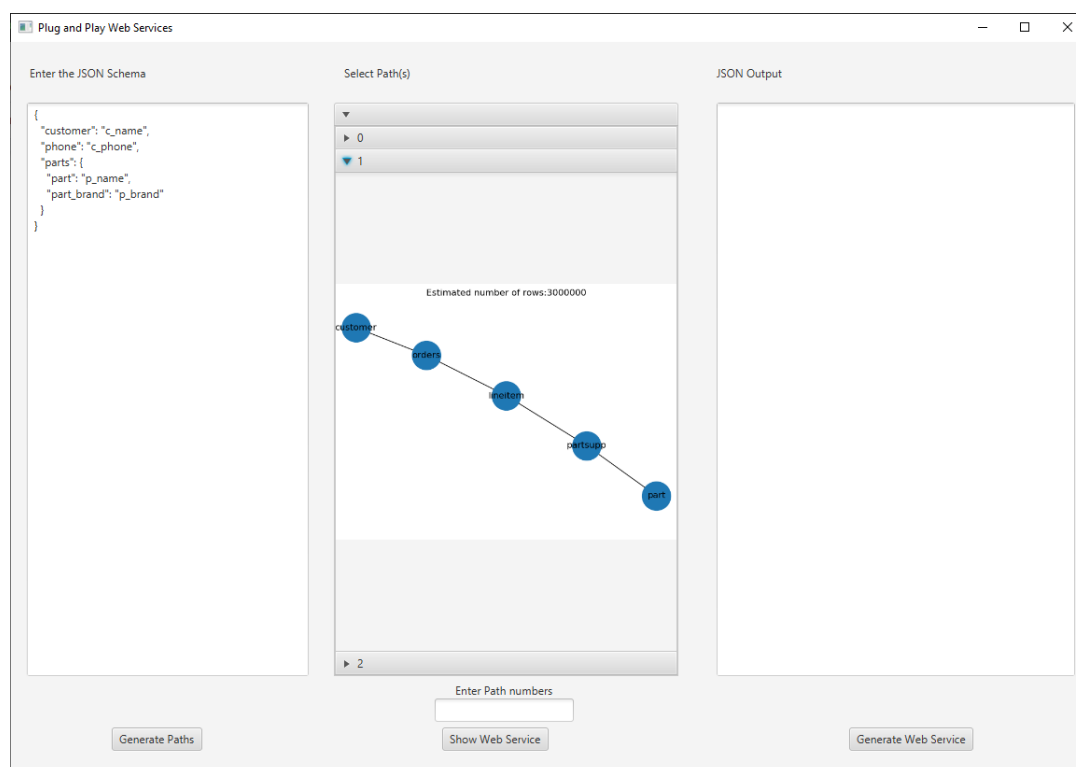 Plug and Play Web Services
Enter the JSON Schema
Select Path(s)
JSON Output
{
"customer": "c_name",
"phone": "c_phone",
"parts": {
"part": "p_name",
"part_brand": "p_brand"
}
}
0
1
Estimated number of rows:3000000
customer
orders
lineitem
partsupp
part
2
Enter Path numbers
Generate Paths
Show Web Service
Generate Web Service